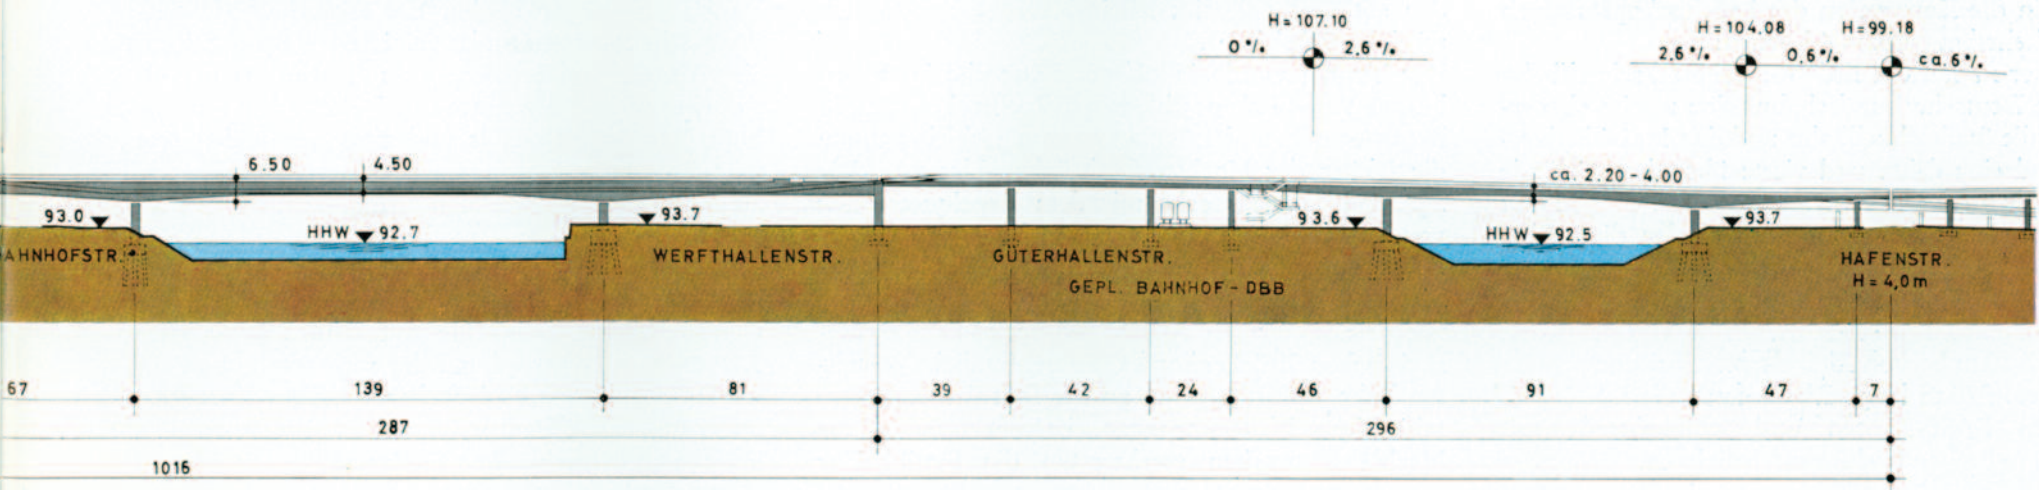 H=107.10
0 % 2,6 %
H=104.08 H=99.18
2,6 % 0,6 % ca. 6 %
6.50 4.50 ca. 2.20-4.00
93.0 93.7 93.6 93.7
HHW 92.7 HHW 92.5
AHNHOFSTR. WERFTHALLENSTR. GÜTERHALLENSTR. HAFENSTR.
GEPL. BAHNHOF-DBB H=4,0m
67 139 81 39 42 24 46 91 47 7
287 296
1016